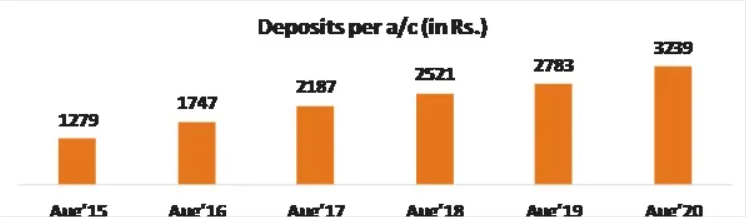 Deposits per a/c (in Rs.)
1279 1747 2187 2521 2783 3239
Aug'15 Aug'16 Aug'17 Aug'18 Aug'19 Aug'20